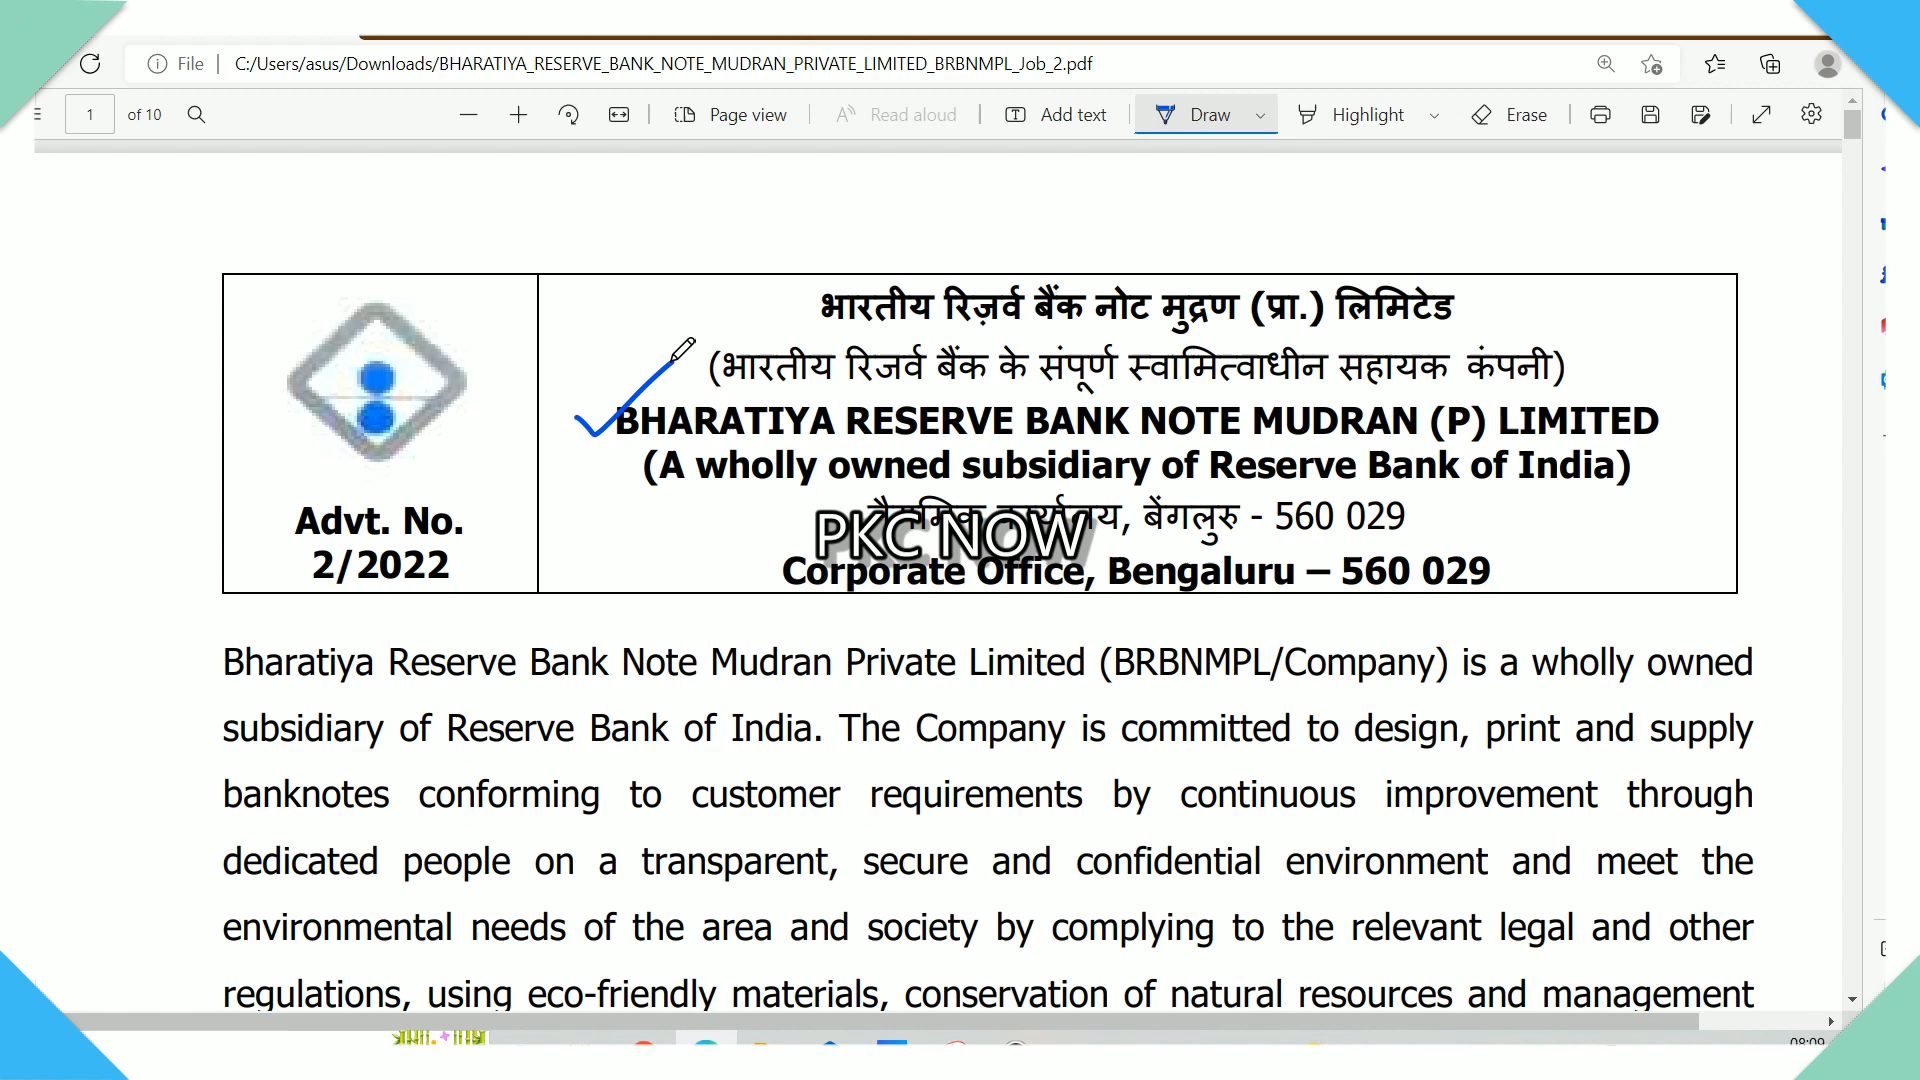 File
C:/Users/asus/Downloads/BHARATIYA_RESERVE_BANK_NOTE_MUDRAN_PRIVATE_LIMITED_BRBNMPL_Job_2.pdf
1 of 10 Page view Read aloud Add text Draw Highlight Erase
Advt. No.
2/2022
भारतीय रिज़र्व बैंक नोट मुद्रण (प्रा.) लिमिटेड
(भारतीय रिजर्व बैंक के संपूर्ण स्वामित्वाधीन सहायक कंपनी)
BHARATIYA RESERVE BANK NOTE MUDRAN (P) LIMITED
(A wholly owned subsidiary of Reserve Bank of India)
बेंगलुरु - 560 029
PKC NOW
Corporate Office, Bengaluru – 560 029
Bharatiya Reserve Bank Note Mudran Private Limited (BRBNMPL/Company) is a wholly owned
subsidiary of Reserve Bank of India. The Company is committed to design, print and supply
banknotes conforming to customer requirements by continuous improvement through
dedicated people on a transparent, secure and confidential environment and meet the
environmental needs of the area and society by complying to the relevant legal and other
regulations, using eco-friendly materials, conservation of natural resources and management